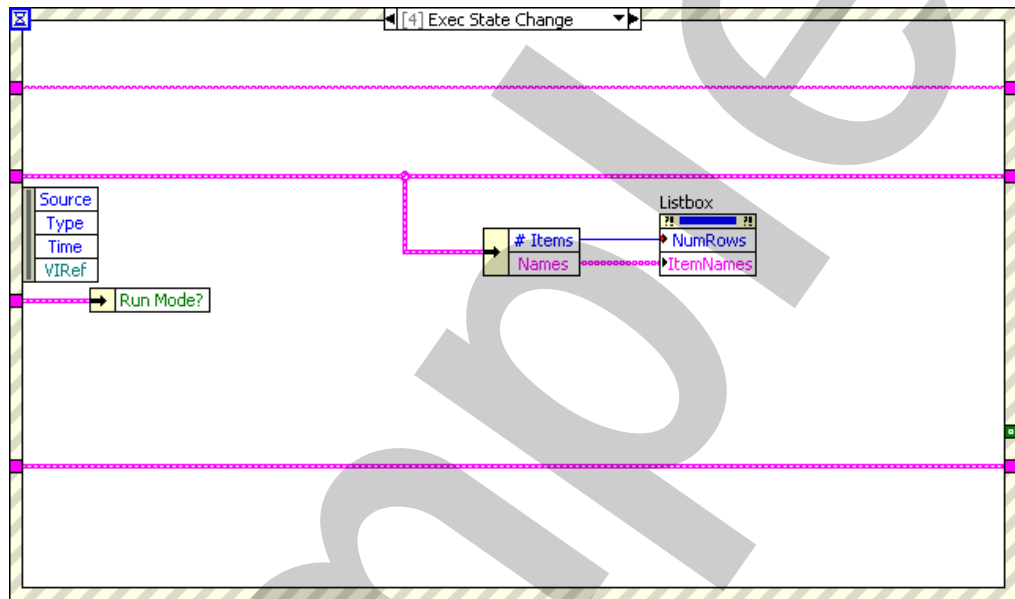 [4] Exec State Change
Source
Type
Time
VIRef
Run Mode?
# Items
Names
Listbox
?! ?!
NumRows
ItemNames